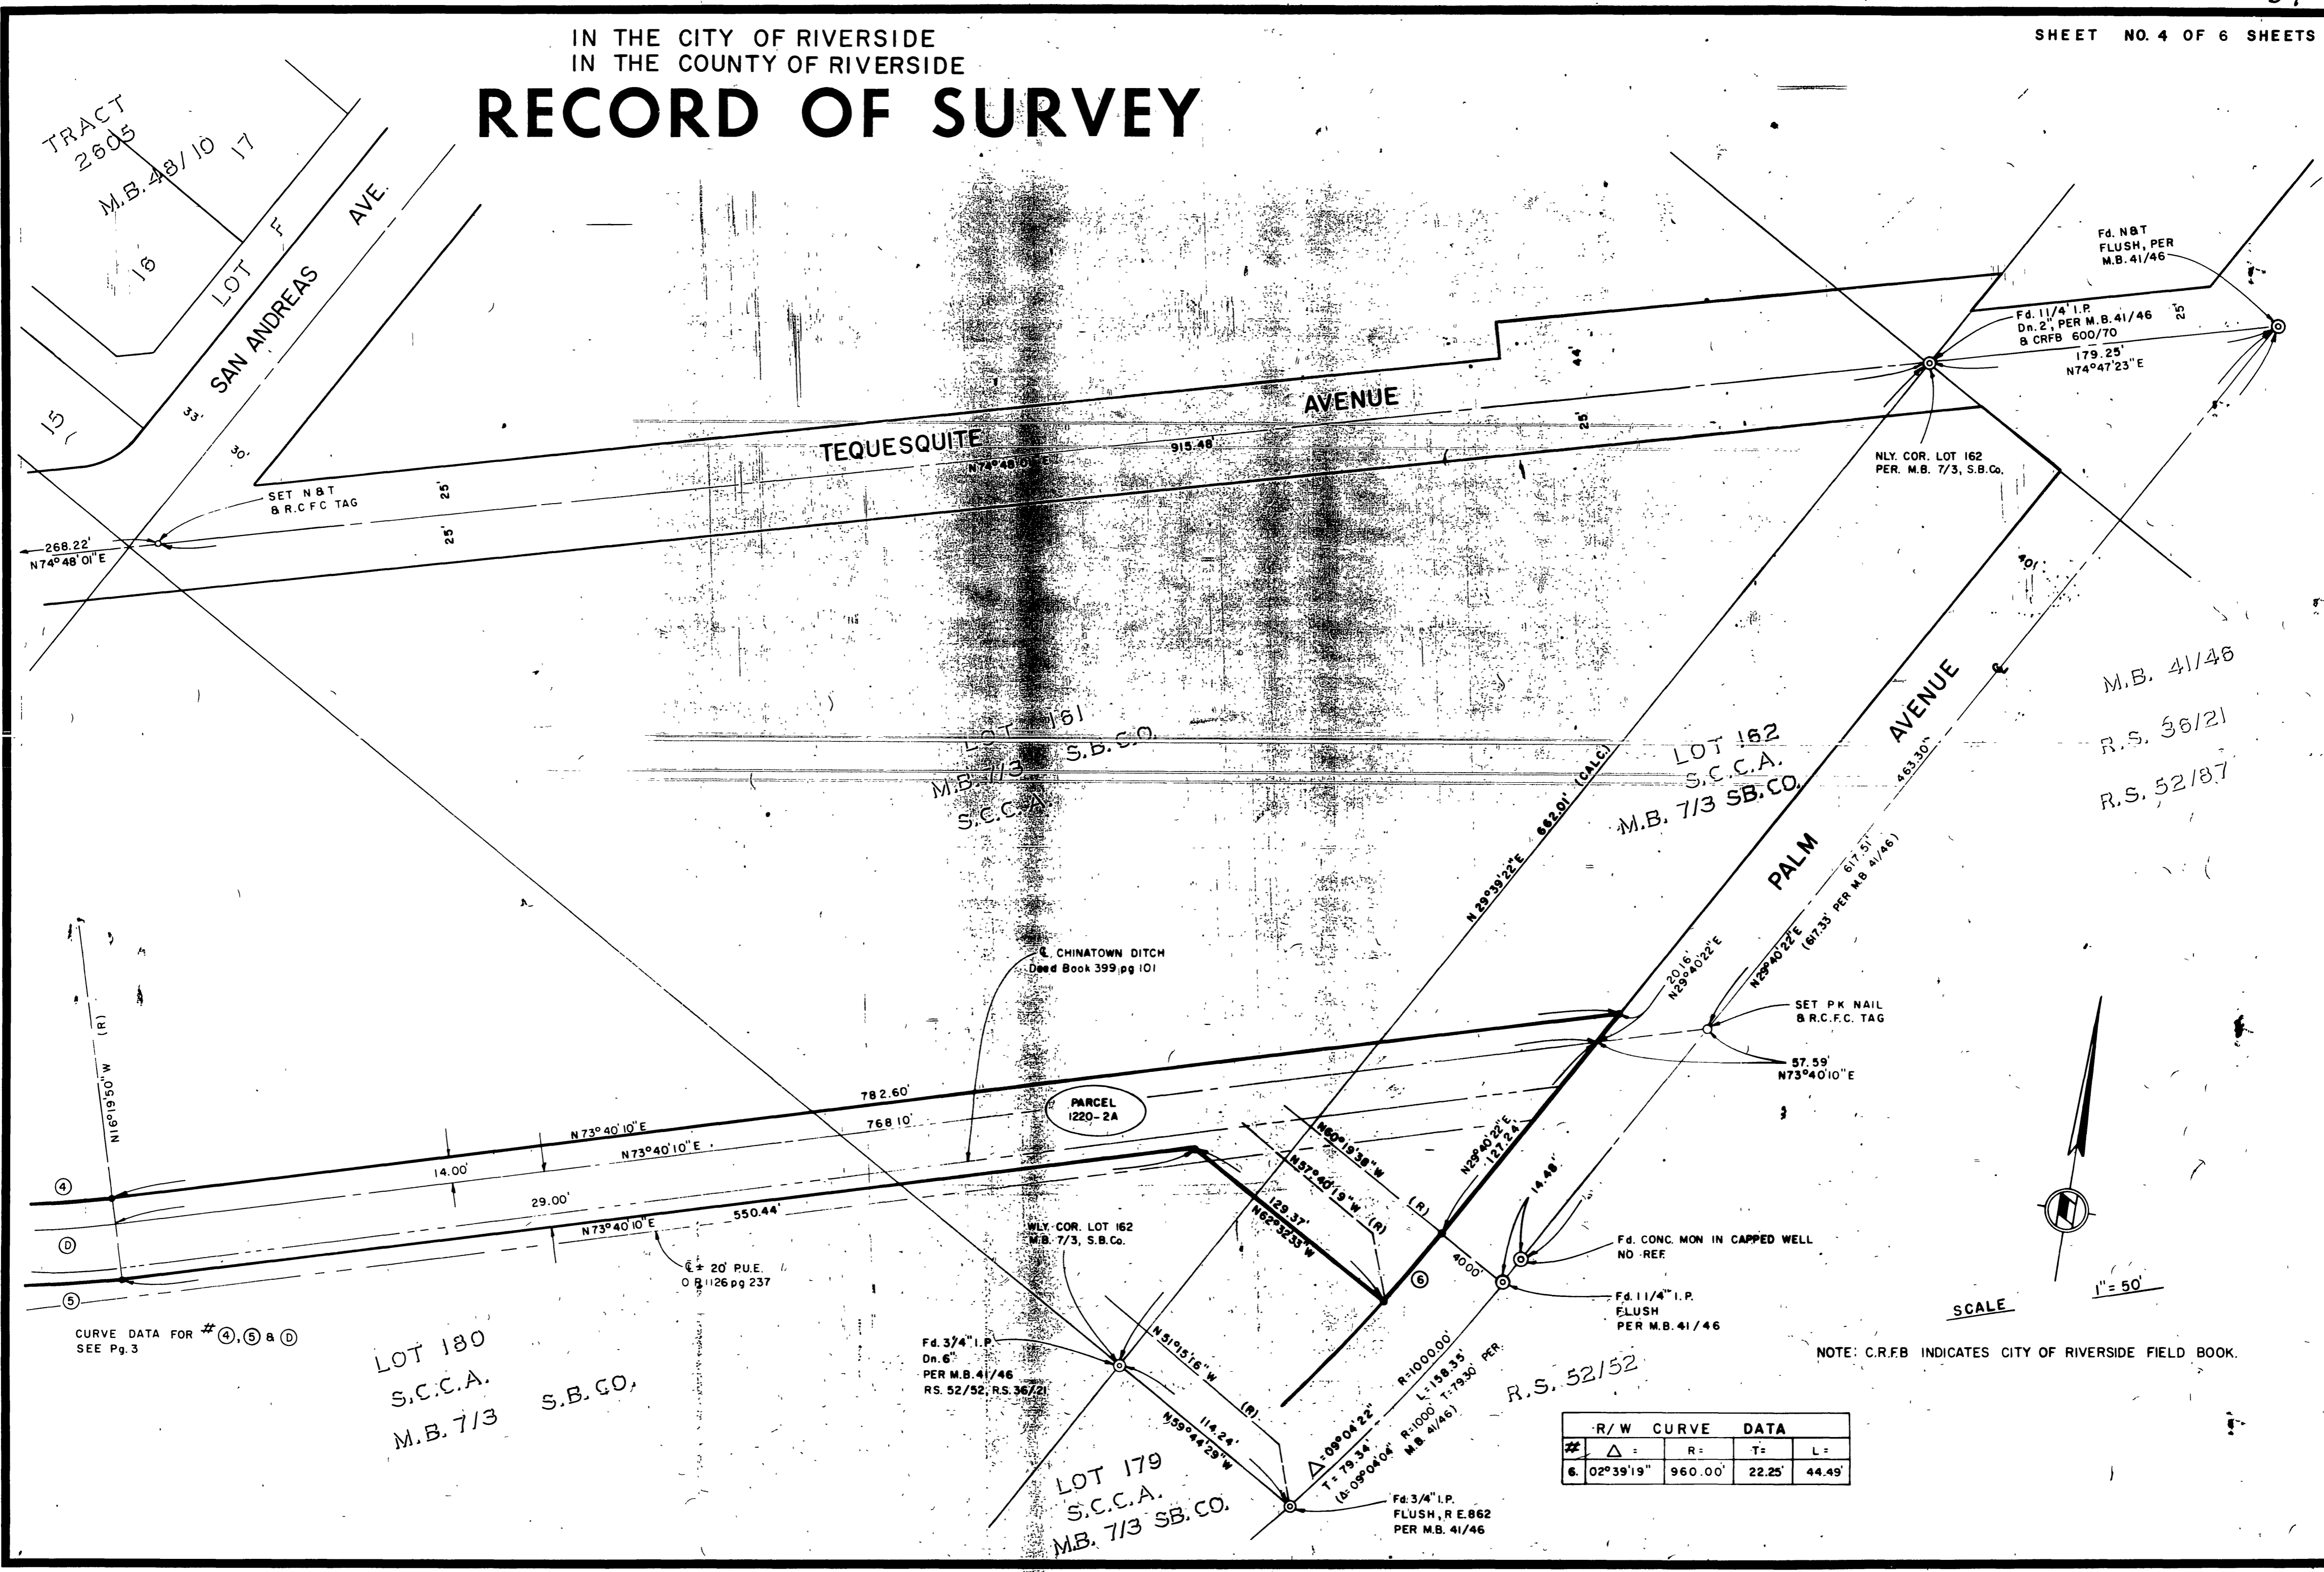 SHEET NO. 4 OF 6 SHEETS
IN THE CITY OF RIVERSIDE
IN THE COUNTY OF RIVERSIDE
RECORD OF SURVEY
TRACT
2605
M.B. 48/10
17
16
15
LOT F
SAN ANDREAS AVE.
33'
30'
SET N & T
& R.C.F.C TAG
268.22'
N74°48'01"E
25'
25'
TEQUESQUITE AVENUE
915.48'
44'
25'
Fd. N&T
FLUSH, PER
M.B. 41/46
Fd. 1 1/4" I.P.
Dn. 2", PER M.B. 41/46
& CRFB 600/70
25'
179.25'
N74°47'23"E
NLY. COR. LOT 162
PER. M.B. 7/3, S.B.Co.
LOT 161
M.B. 7/3 S.B.CO.
S.C.C.A.
N 29°39'22"E 662.01' (CALC.)
LOT 162
S.C.C.A.
M.B. 7/3 SB.CO.
PALM AVENUE
463.30'
617.51'
N29°40'22"E
(617.33' PER M.B 41/46)
M.B. 41/46
R.S. 36/21
R.S. 52/87
20.16'
N29°40'22"E
SET PK NAIL
& R.C.F.C. TAG
57.59'
N73°40'10"E
℄ CHINATOWN DITCH
Deed Book 399 pg 101
PARCEL
1220-2A
N16°19'50"W (R)
782.60'
N73°40'10"E
768.10'
N73°40'10"E
14.00'
29.00'
550.44'
N73°40'10"E
4
D
5
℄ 20' P.U.E.
O R 1126 pg 237
CURVE DATA FOR # 4, 5 & D
SEE Pg. 3
LOT 180
S.C.C.A.
M.B. 7/3 S.B.CO.
WLY. COR. LOT 162
M.B. 7/3, S.B.Co.
N60°19'38"W (R)
N57°40'19"W (R)
129.37'
N62°32'33"W
N29°40'22"E
127.24'
14.48'
40.00'
6
Fd. CONC. MON IN CAPPED WELL
NO REF.
Fd. 1 1/4" I.P.
FLUSH
PER M.B. 41/46
Fd. 3/4" I.P.
Dn. 6"
PER M.B. 41/46
RS. 52/52, R.S. 36/21
N51°15'16"W (R)
114.24'
N59°44'29"W
Δ=09°04'22" R=1000.00'
T= 79.34' L=158.35'
(Δ=09°04'04" R=1000' T=79.30' PER
M.B. 41/46)
R.S. 52/52
LOT 179
S.C.C.A.
M.B. 7/3 SB.CO.
Fd. 3/4" I.P.
FLUSH, R.E. 862
PER M.B. 41/46
SCALE 1"=50'
NOTE: C.R.F.B INDICATES CITY OF RIVERSIDE FIELD BOOK.
R/W CURVE DATA
# Δ = R= T= L=
6. 02°39'19" 960.00' 22.25' 44.49'